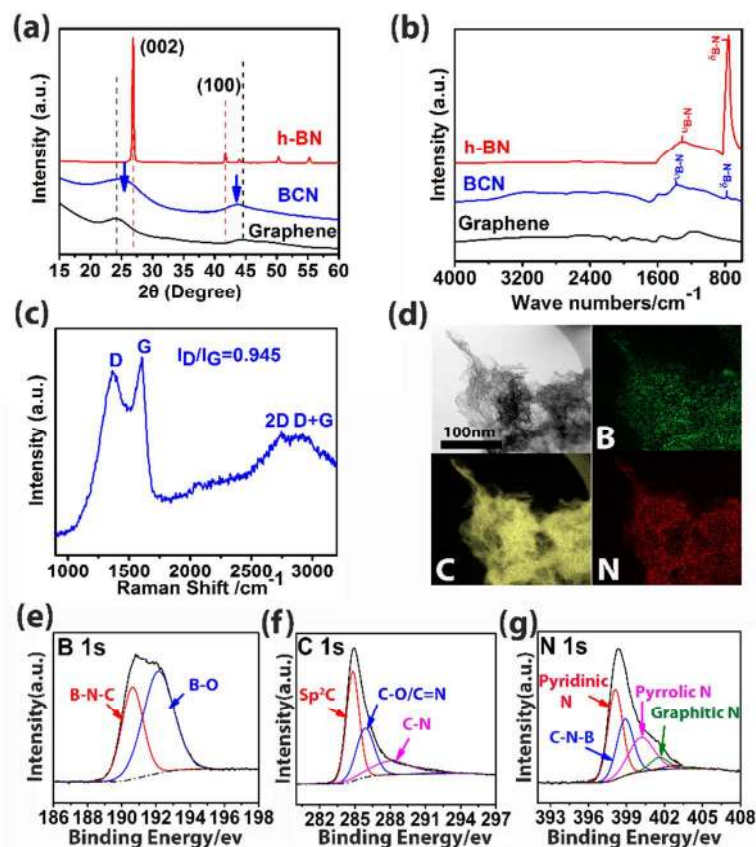 (a)
Intensity (a.u.)
(002)
(100)
h-BN
BCN
Graphene
15 20 25 30 35 40 45 50 55 60
2θ (Degree)
(b)
Intensity (a.u.)
δB-N
υB-N
h-BN
υB-N
δB-N
BCN
Graphene
4000 3200 2400 1600 800
Wave numbers/cm-1
(c)
Intensity (a.u.)
D G
ID/IG=0.945
2D D+G
1000 1500 2000 2500 3000
Raman Shift /cm-1
(d)
100nm
B
C
N
(e)
Intensity(a.u.)
B 1s
B-N-C
B-O
186 188 190 192 194 196 198
Binding Energy/ev
(f)
Intensity(a.u.)
C 1s
Sp2C
C-O/C=N
C-N
282 285 288 291 294 297
Binding Energy/ev
(g)
Intensity(a.u.)
N 1s
Pyridinic
N
Pyrrolic N
Graphitic N
C-N-B
393 396 399 402 405 408
Binding Energy/ev